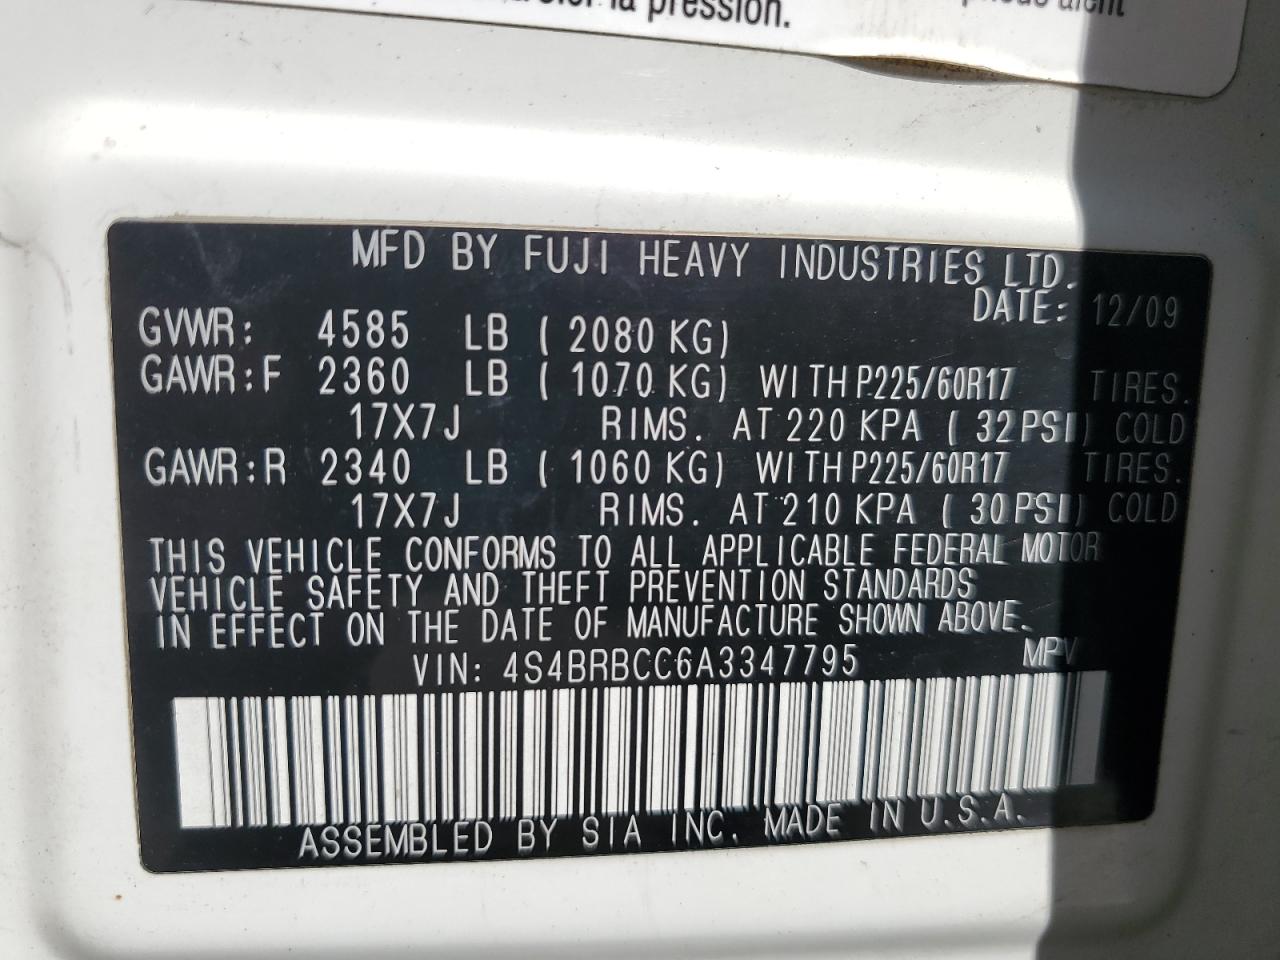 la pression.
MFD BY FUJI HEAVY INDUSTRIES LTD.
DATE: 12/09
GVWR: 4585 LB ( 2080 KG)
GAWR:F 2360 LB ( 1070 KG) WITH P225/60R17 TIRES.
17X7J RIMS. AT 220 KPA ( 32 PSI) COLD
GAWR:R 2340 LB ( 1060 KG) WITH P225/60R17 TIRES.
17X7J RIMS. AT 210 KPA ( 30 PSI) COLD
THIS VEHICLE CONFORMS TO ALL APPLICABLE FEDERAL MOTOR
VEHICLE SAFETY AND THEFT PREVENTION STANDARDS
IN EFFECT ON THE DATE OF MANUFACTURE SHOWN ABOVE.
VIN: 4S4BRBCC6A3347795 MPV
ASSEMBLED BY SIA INC. MADE IN U.S.A.